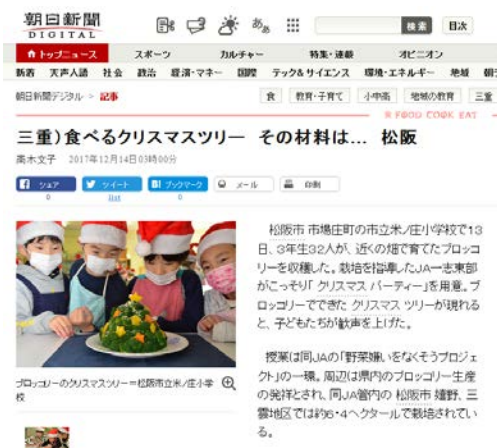 朝日新聞
DIGITAL
検索
目次
トップニュース スポーツ カルチャー 特集・連載 オピニオン
新着 天声人語 社会 政治 経済・マネー 国際 テック&サイエンス 環境・エネルギー 地域
朝日新聞デジタル > 記事
食 教育・子育て 小中高 地域の教育 三重
FOOD COOK EAT
三重)食べるクリスマスツリー その材料は… 松阪
高木文子 2017年12月14日03時00分
シェア ツイート ブックマーク メール 印刷
0 list 0
松阪市市場庄町の市立米ノ庄小学校で13
日、3年生32人が、近くの畑で育てたブロッコ
リーを収穫した。栽培を指導したJA一志東部
がこっそり「クリスマス パーティー」を用意。ブ
ロッコリーでできた クリスマス ツリーが現れる
と、子どもたちが歓声を上げた。
授業は同JAの「野菜嫌いをなくそうプロジェ
クト」の一環。周辺は県内のブロッコリー生産
の発祥とされ、同JA管内の 松阪市 嬉野、三
雲地区では約6・4ヘクタールで栽培されてい
る。
ブロッコリーのクリスマスツリー=松阪市立米ノ庄小学
校